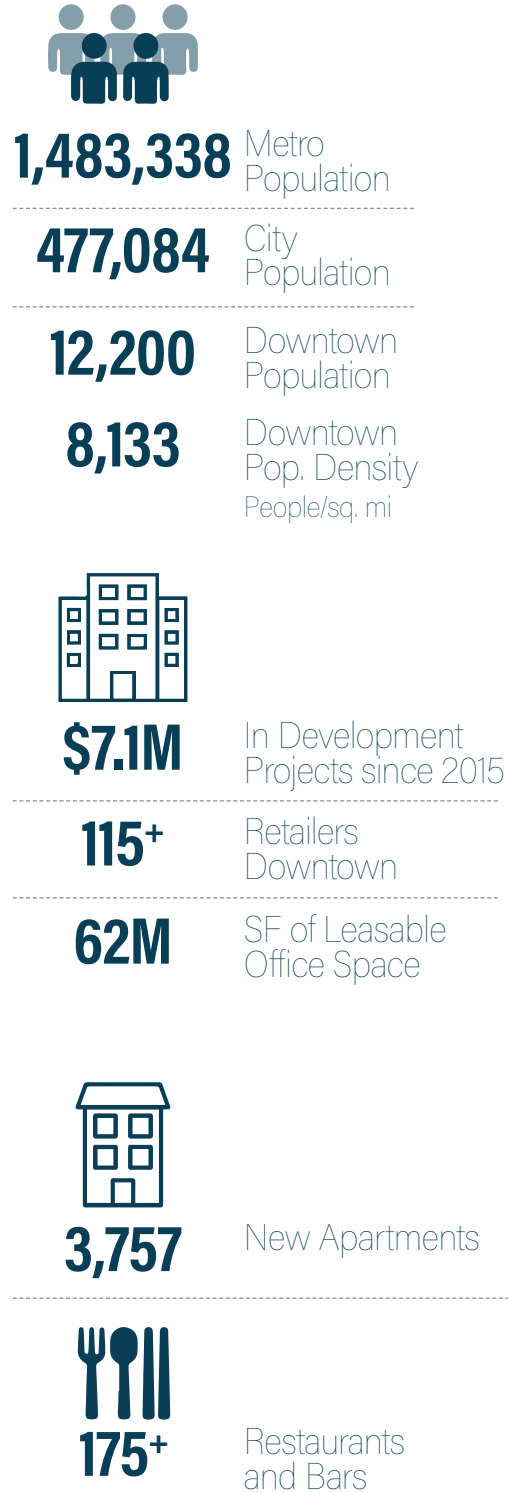 1,483,338 Metro
Population
477,084 City
Population
12,200 Downtown
Population
8,133 Downtown
Pop. Density
People/sq. mi
$7.1M In Development
Projects since 2015
115+ Retailers
Downtown
62M SF of Leasable
Office Space
3,757 New Apartments
175+ Restaurants
and Bars